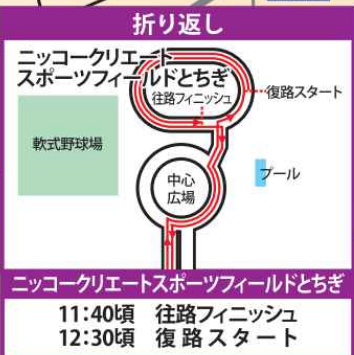 折り返し
ニッコークリエート
スポーツフィールドとちぎ
往路フィニッシュ
復路スタート
軟式野球場
中心
広場
プール
ニッコークリエートスポーツフィールドとちぎ
11:40頃 往路フィニッシュ
12:30頃 復路スタート